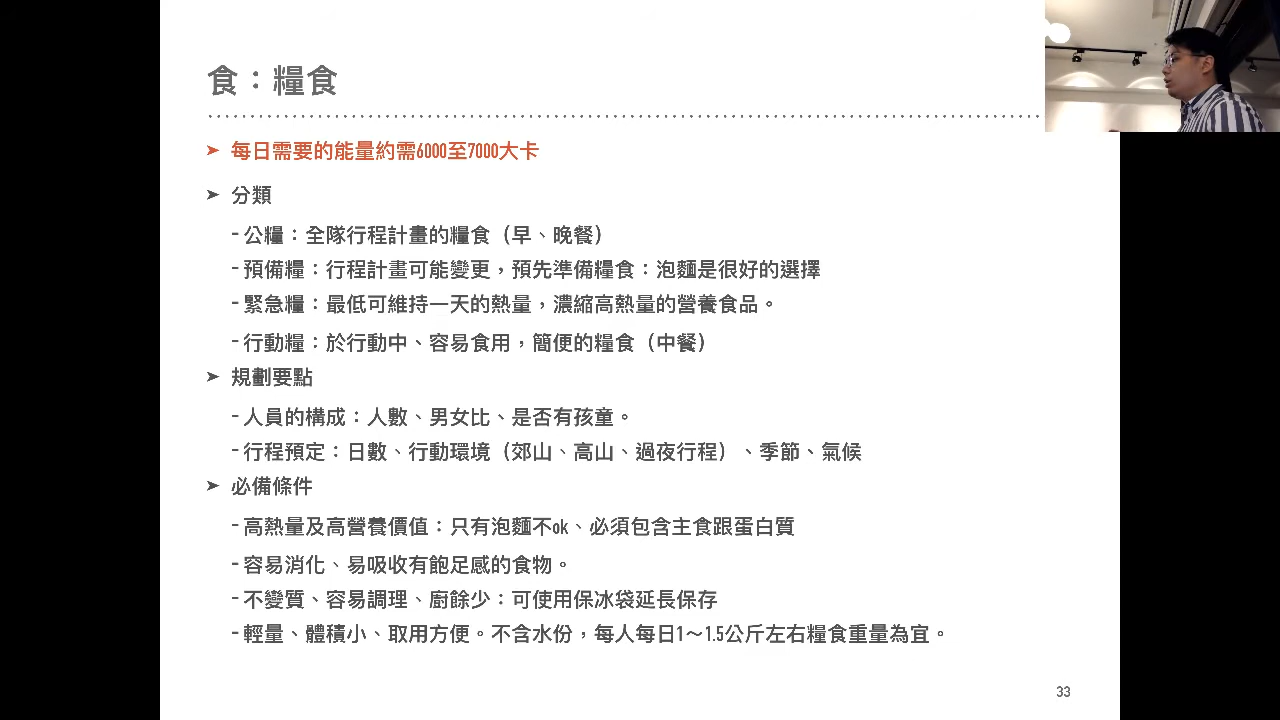 食：糧食
➤ 每日需要的能量約需6000至7000大卡
➤ 分類
-公糧：全隊行程計畫的糧食（早、晚餐）
-預備糧：行程計畫可能變更，預先準備糧食：泡麵是很好的選擇
-緊急糧：最低可維持一天的熱量，濃縮高熱量的營養食品。
-行動糧：於行動中、容易食用，簡便的糧食（中餐）
➤ 規劃要點
-人員的構成：人數、男女比、是否有孩童。
-行程預定：日數、行動環境（郊山、高山、過夜行程）、季節、氣候
➤ 必備條件
-高熱量及高營養價值：只有泡麵不ok、必須包含主食跟蛋白質
-容易消化、易吸收有飽足感的食物。
-不變質、容易調理、廚餘少：可使用保冰袋延長保存
-輕量、體積小、取用方便。不含水份，每人每日1～1.5公斤左右糧食重量為宜。
33